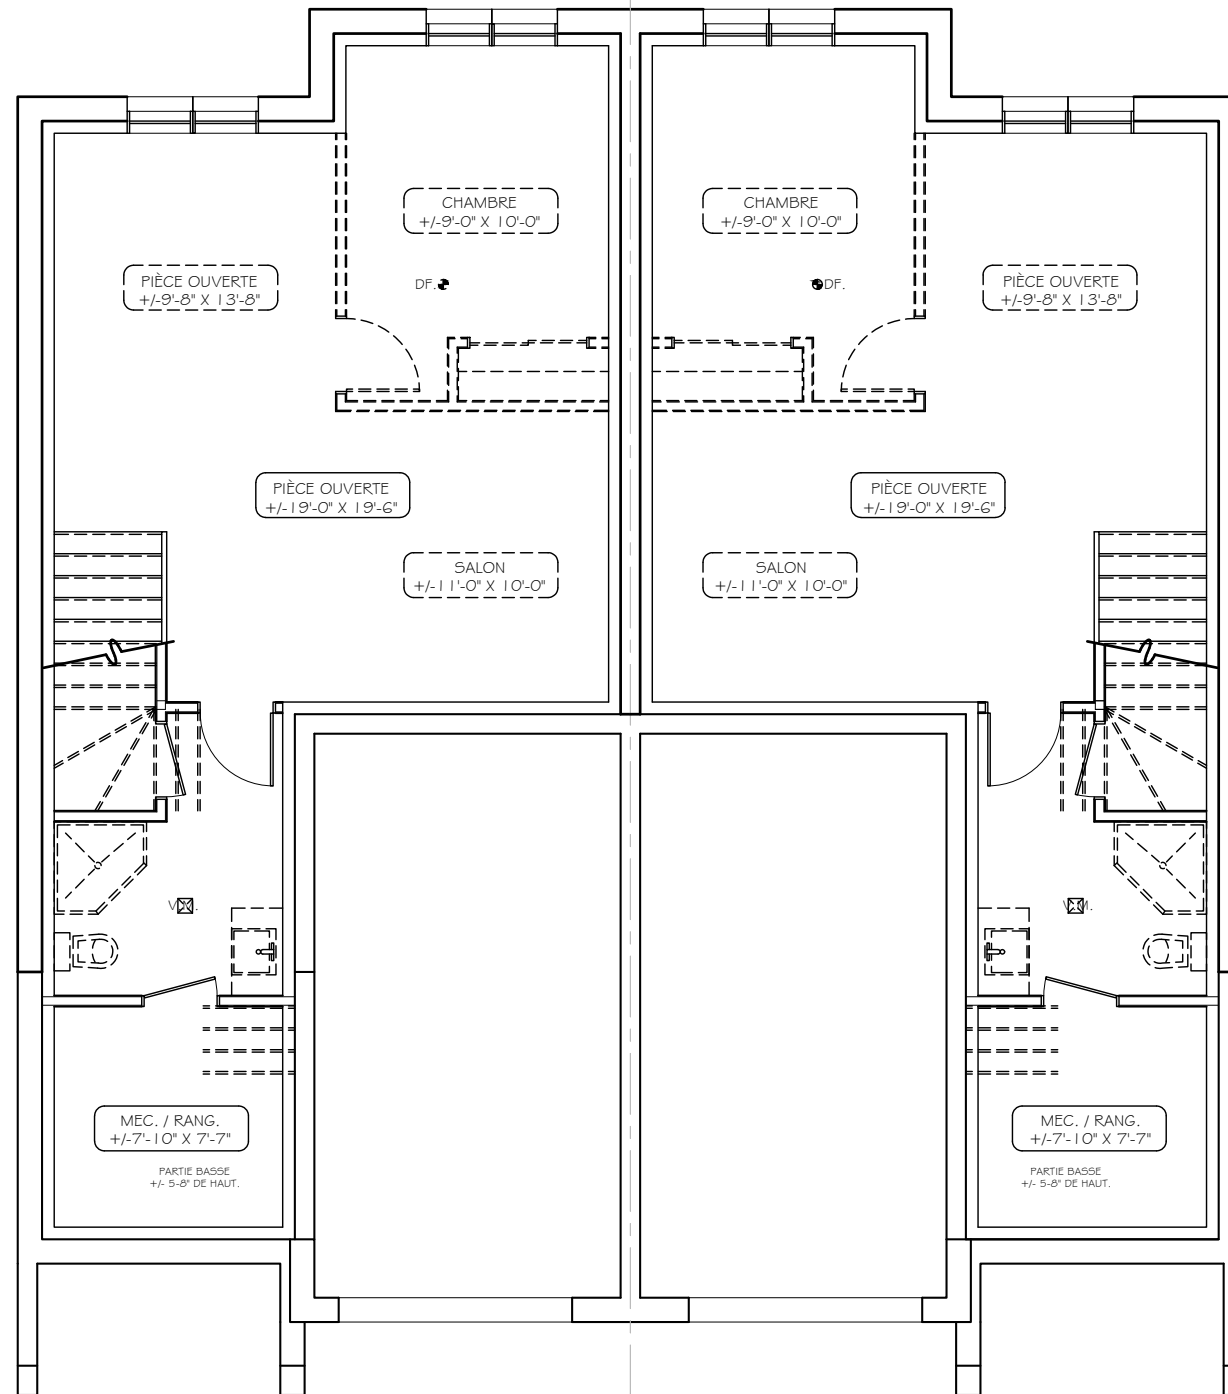 CHAMBRE
+/-9'-0" X 10'-0"
CHAMBRE
+/-9'-0" X 10'-0"
PIÈCE OUVERTE
+/-9'-8" X 13'-8"
DF.
DF.
PIÈCE OUVERTE
+/-9'-8" X 13'-8"
PIÈCE OUVERTE
+/-19'-0" X 19'-6"
PIÈCE OUVERTE
+/-19'-0" X 19'-6"
SALON
+/-11'-0" X 10'-0"
SALON
+/-11'-0" X 10'-0"
V.M.
V.M.
MEC. / RANG.
+/-7'-10" X 7'-7"
MEC. / RANG.
+/-7'-10" X 7'-7"
PARTIE BASSE
+/- 5-8" DE HAUT.
PARTIE BASSE
+/- 5-8" DE HAUT.